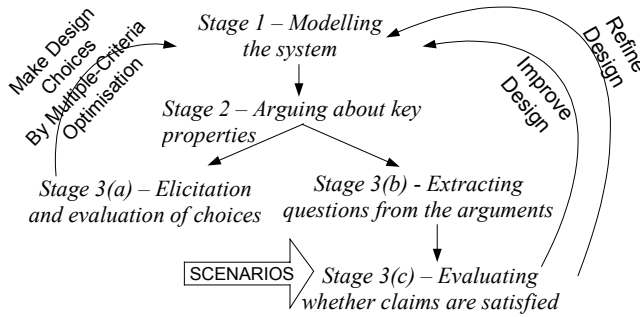 Stage 1 – Modelling
the system
Make Design
Choices
By Multiple-Criteria
Optimisation
Refine
Design
Improve
Design
Stage 2 – Arguing about key
properties
Stage 3(a) – Elicitation
and evaluation of choices
Stage 3(b) - Extracting
questions from the arguments
SCENARIOS
Stage 3(c) – Evaluating
whether claims are satisfied